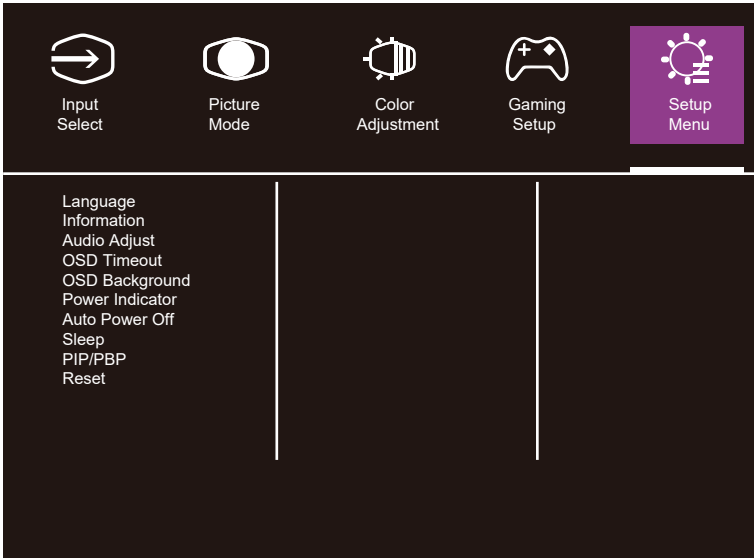 Input
Select
Picture
Mode
Color
Adjustment
Gaming
Setup
Setup
Menu
Language
Information
Audio Adjust
OSD Timeout
OSD Background
Power Indicator
Auto Power Off
Sleep
PIP/PBP
Reset